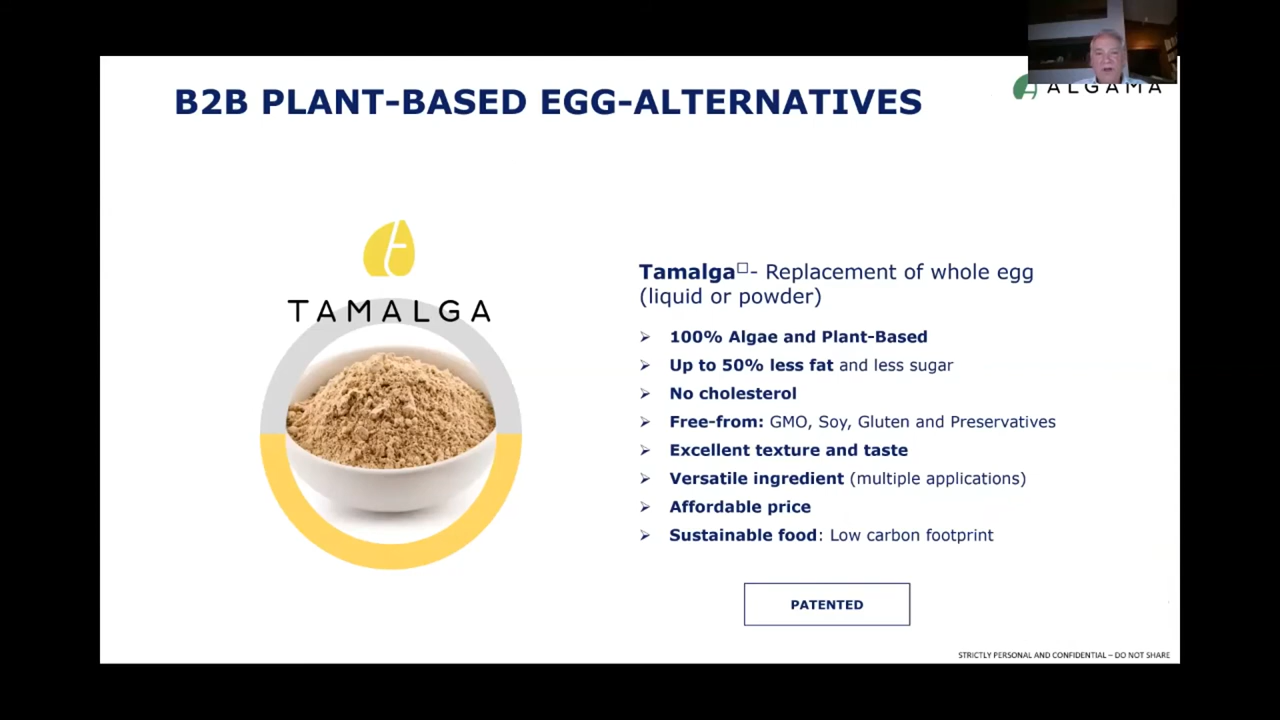 B2B PLANT-BASED EGG-ALTERNATIVES
ALGAMA
TAMALGA
Tamalga□- Replacement of whole egg
(liquid or powder)
➢ 100% Algae and Plant-Based
➢ Up to 50% less fat and less sugar
➢ No cholesterol
➢ Free-from: GMO, Soy, Gluten and Preservatives
➢ Excellent texture and taste
➢ Versatile ingredient (multiple applications)
➢ Affordable price
➢ Sustainable food: Low carbon footprint
PATENTED
STRICTLY PERSONAL AND CONFIDENTIAL – DO NOT SHARE